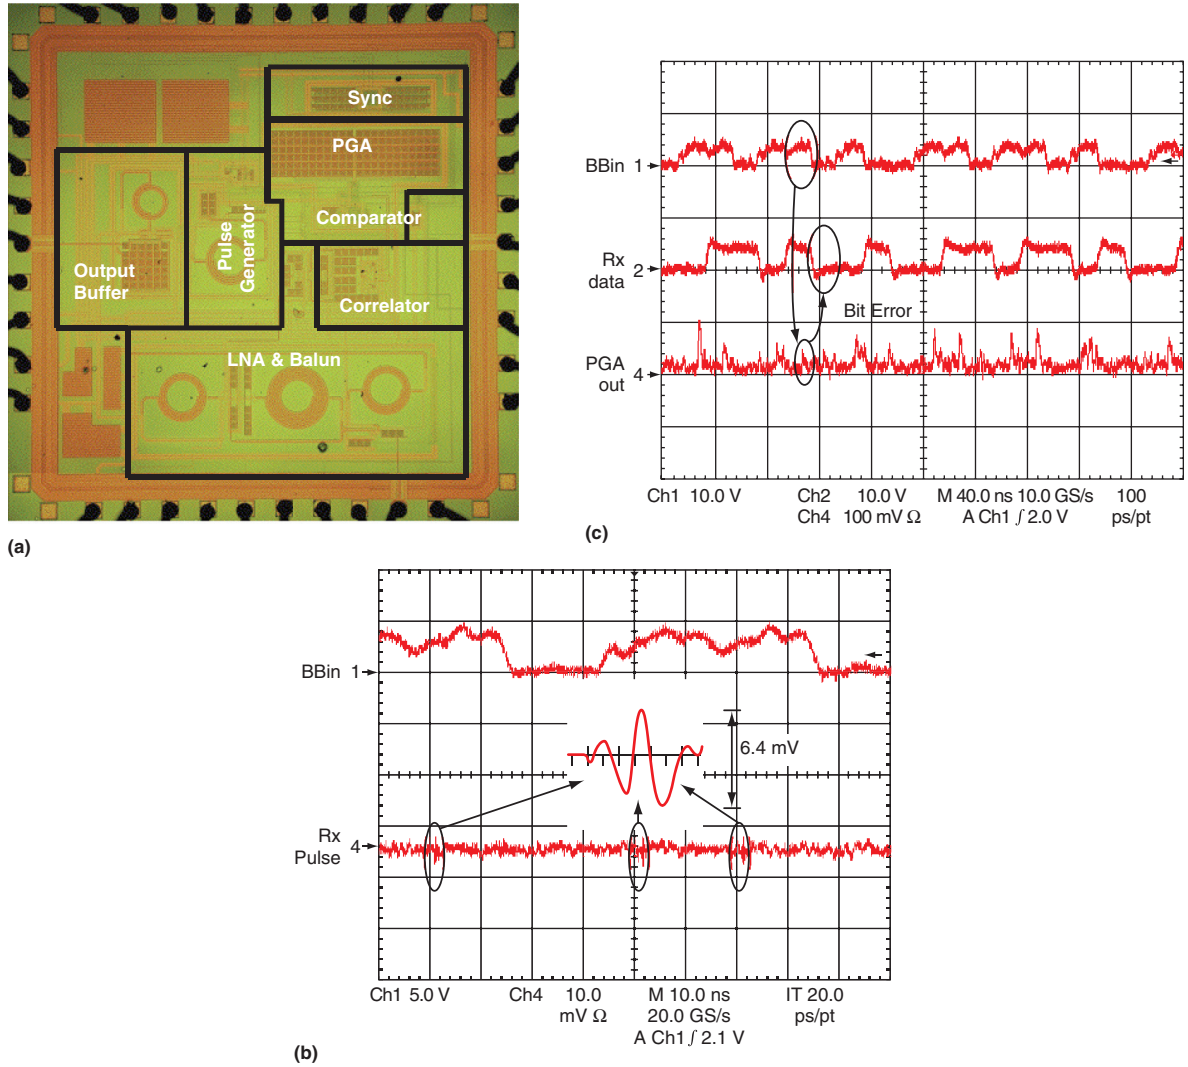 Sync
PGA
Comparator
Pulse
Generator
Output
Buffer
Correlator
LNA & Balun
(a)
BBin 1
Rx
data
2
Bit Error
PGA
out
4
Ch1 10.0 V Ch2 10.0 V M 40.0 ns 10.0 GS/s 100
Ch4 100 mV Ω A Ch1 ∫ 2.0 V ps/pt
(c)
BBin 1
6.4 mV
Rx
Pulse
4
Ch1 5.0 V Ch4 10.0 M 10.0 ns IT 20.0
mV Ω 20.0 GS/s ps/pt
A Ch1 ∫ 2.1 V
(b)